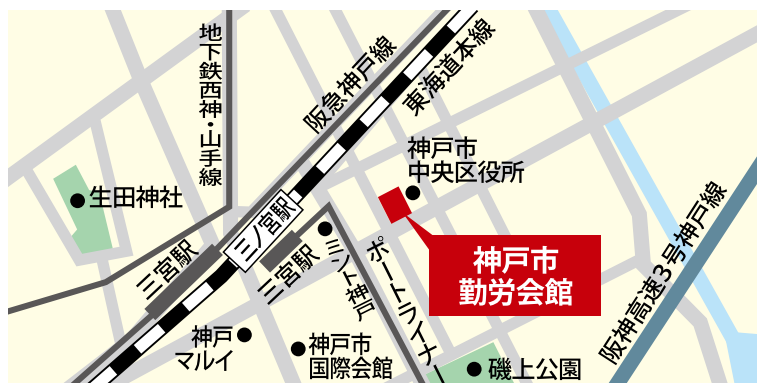 地下鉄西神・山手線
阪急神戸線
東海道本線
神戸市
中央区役所
生田神社
三ノ宮駅
三宮駅
三宮駅
ミント神戸
ポートライナー
神戸市
勤労会館
阪神高速3号神戸線
神戸
マルイ
神戸市
国際会館
磯上公園